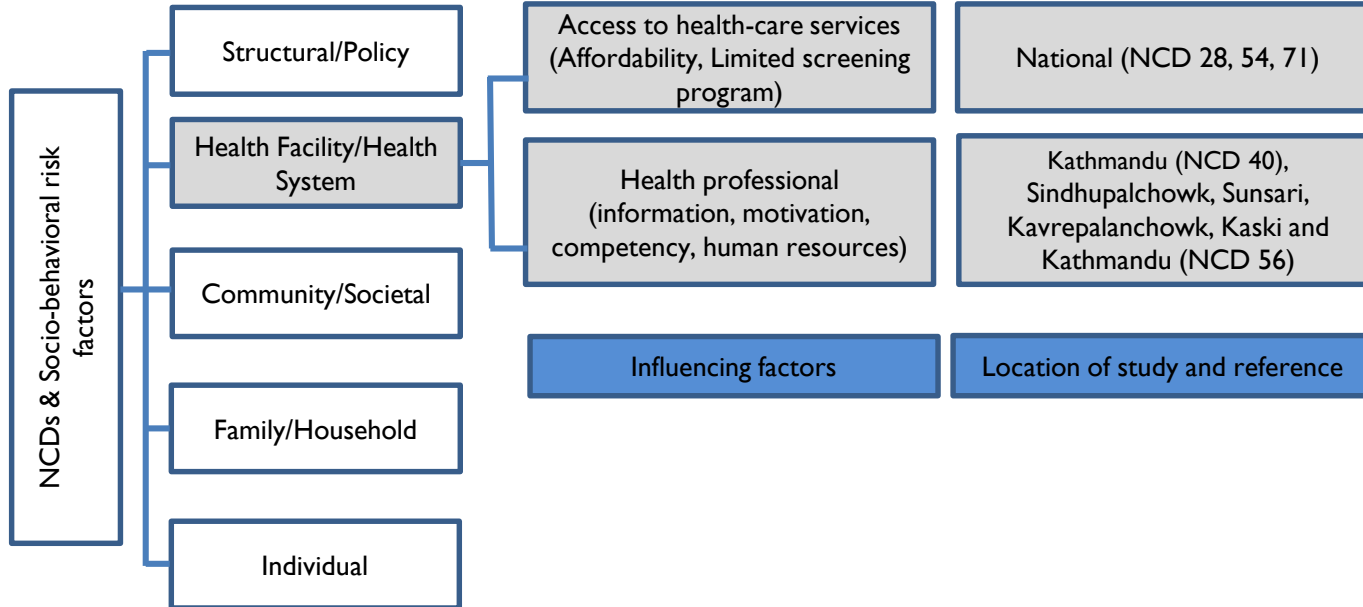 NCDs & Socio-behavioral risk
factors
Structural/Policy
Health Facility/Health
System
Community/Societal
Family/Household
Individual
Access to health-care services
(Affordability, Limited screening
program)
National (NCD 28, 54, 71)
Health professional
(information, motivation,
competency, human resources)
Kathmandu (NCD 40),
Sindhupalchowk, Sunsari,
Kavrepalanchowk, Kaski and
Kathmandu (NCD 56)
Influencing factors
Location of study and reference